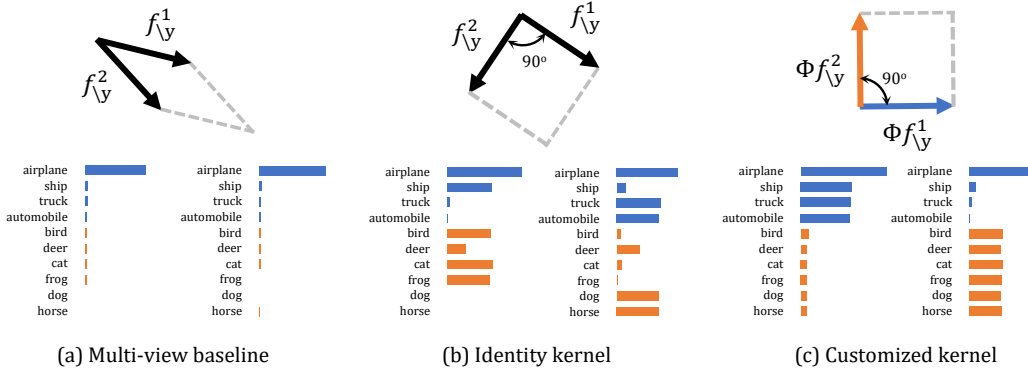 f^1_{\y}
f^2_{\y}
f^2_{\y} f^1_{\y}
90º
Φf^2_{\y}
90º
Φf^1_{\y}
airplane
ship
truck
automobile
bird
deer
cat
frog
dog
horse
airplane
ship
truck
automobile
bird
deer
cat
frog
dog
horse
airplane
ship
truck
automobile
bird
deer
cat
frog
dog
horse
airplane
ship
truck
automobile
bird
deer
cat
frog
dog
horse
airplane
ship
truck
automobile
bird
deer
cat
frog
dog
horse
airplane
ship
truck
automobile
bird
deer
cat
frog
dog
horse
(a) Multi-view baseline
(b) Identity kernel
(c) Customized kernel